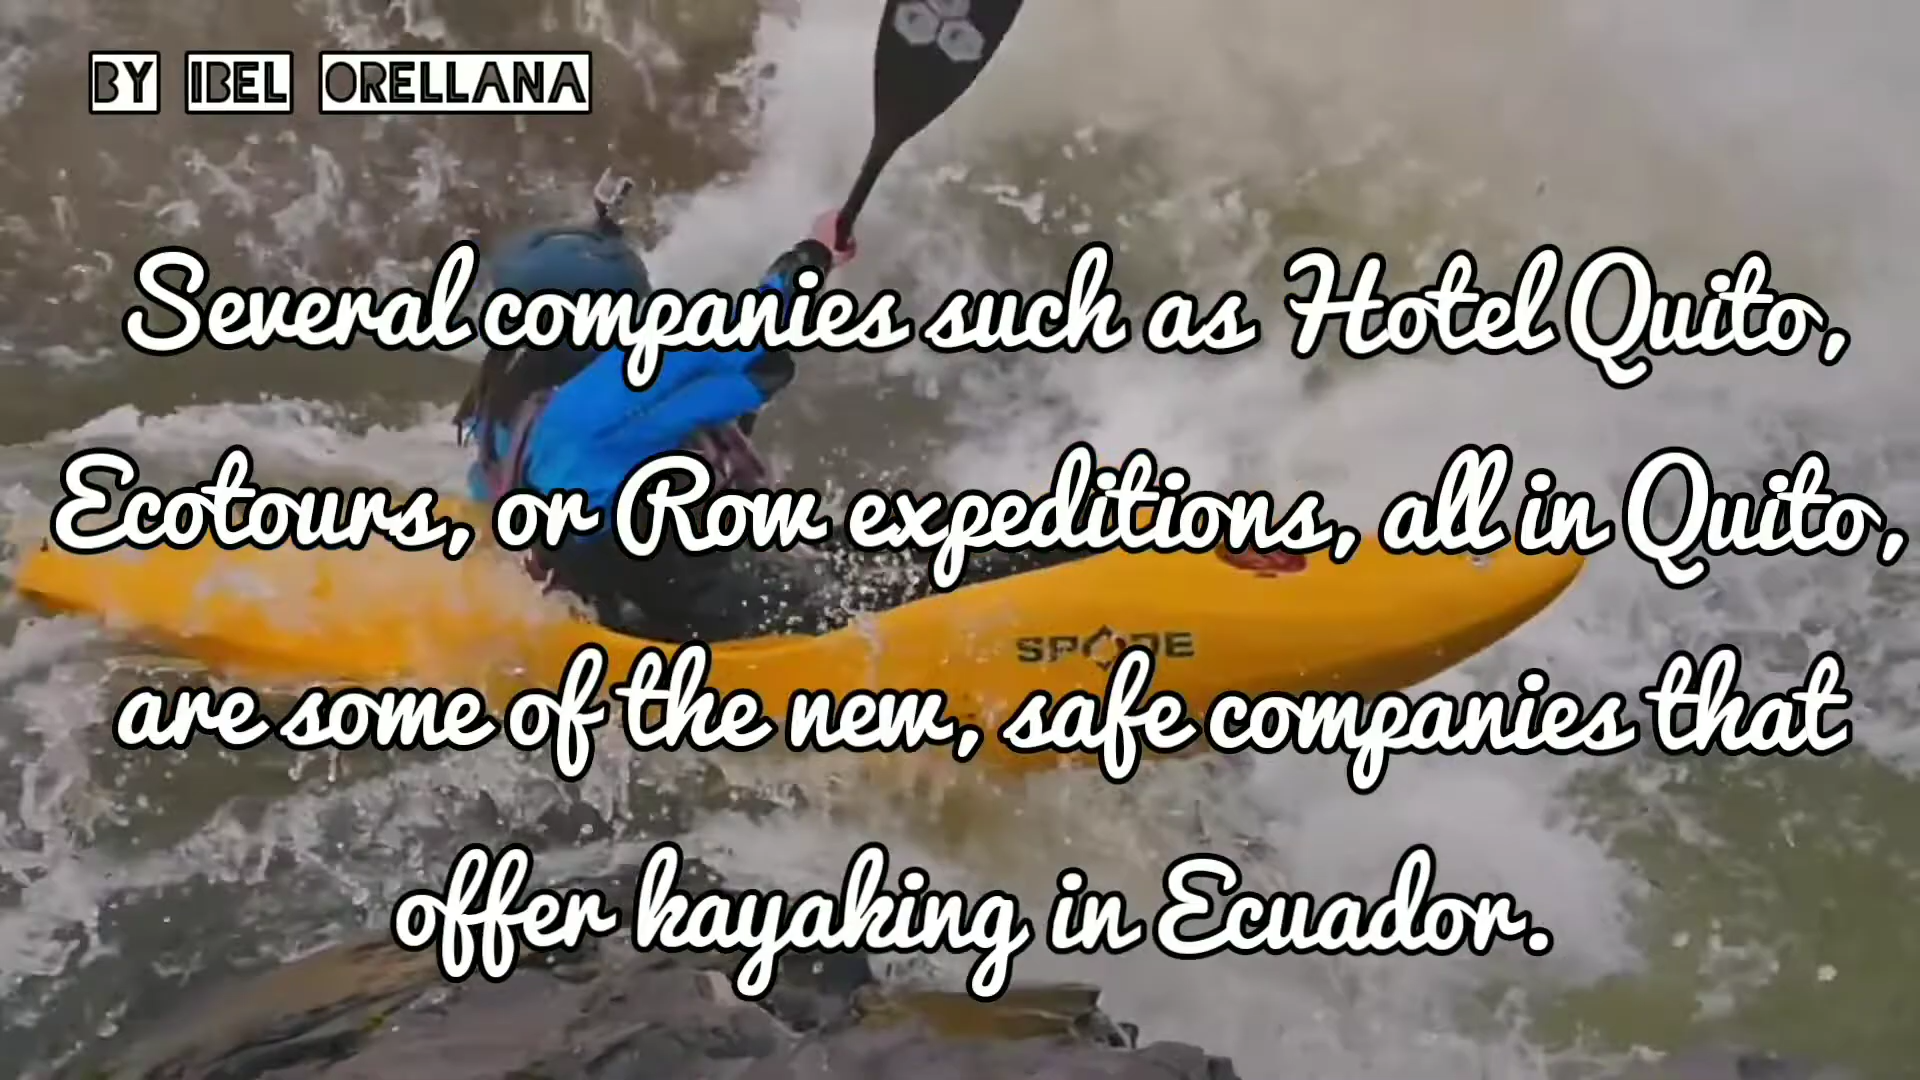 BY IBEL ORELLANA
Several companies such as Hotel Quito,
Ecotours, or Row expeditions, all in Quito,
are some of the new, safe companies that
offer kayaking in Ecuador.
SPADE